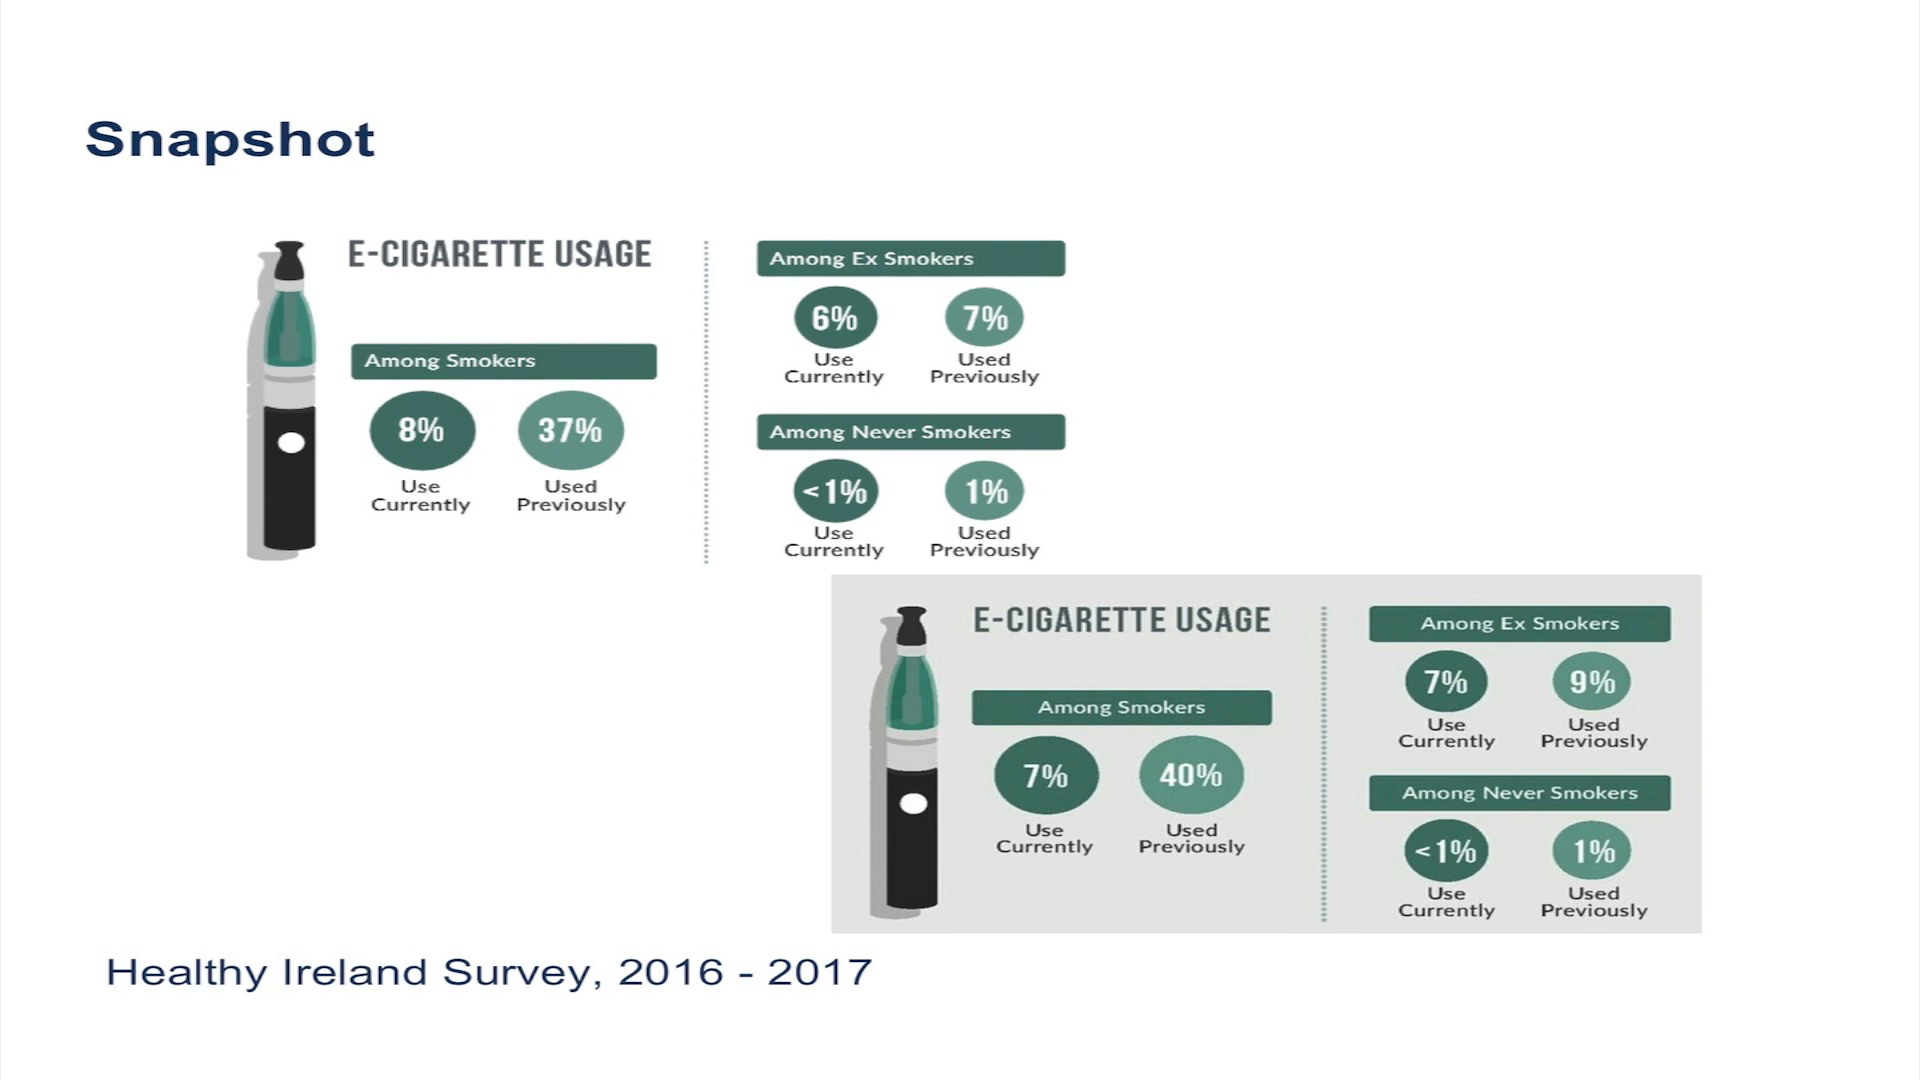 Snapshot
E-CIGARETTE USAGE
Among Smokers
8% 37%
Use Used
Currently Previously
Among Ex Smokers
6% 7%
Use Used
Currently Previously
Among Never Smokers
<1% 1%
Use Used
Currently Previously
E-CIGARETTE USAGE
Among Smokers
7% 40%
Use Used
Currently Previously
Among Ex Smokers
7% 9%
Use Used
Currently Previously
Among Never Smokers
<1% 1%
Use Used
Currently Previously
Healthy Ireland Survey, 2016 - 2017